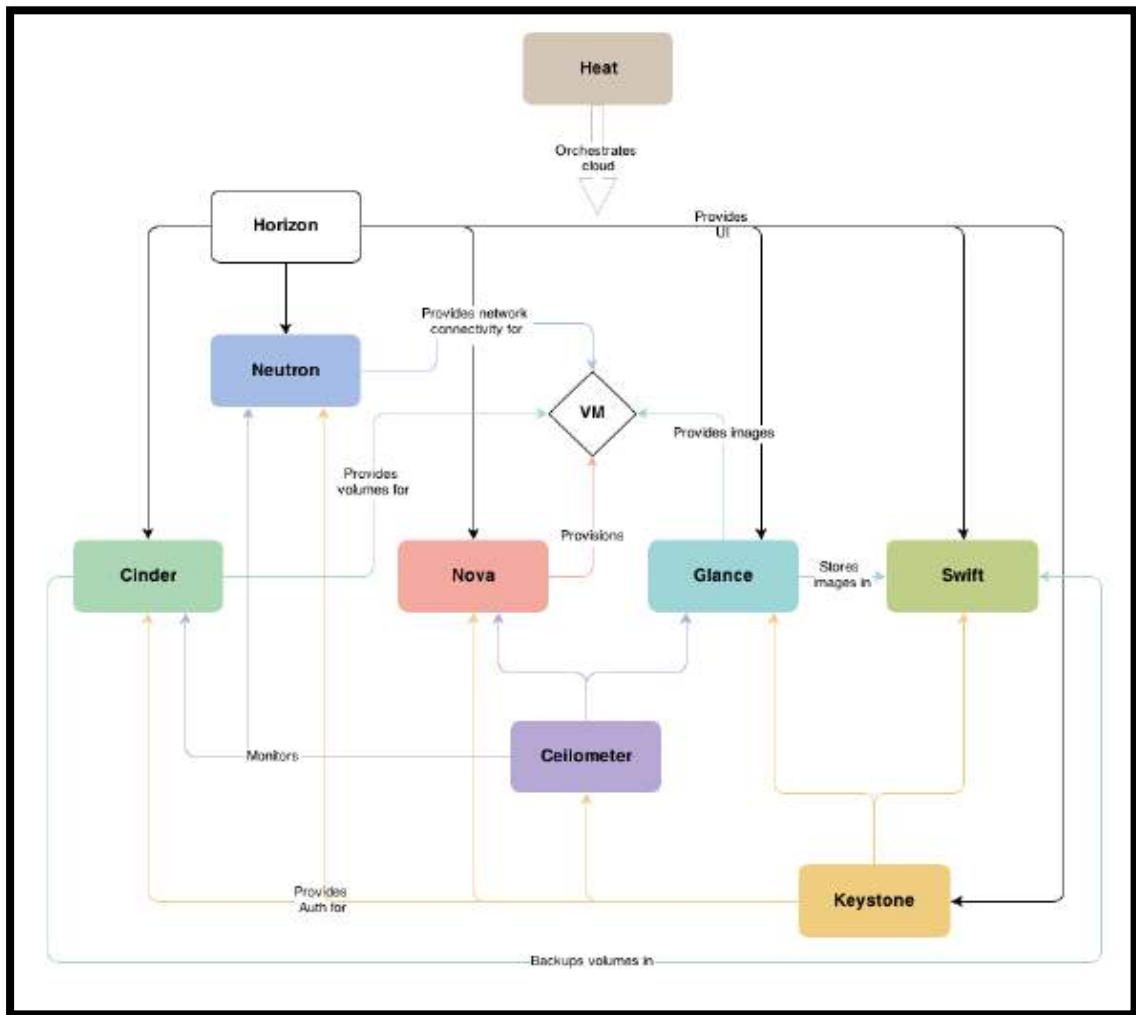 Heat
Orchestrates
cloud
Horizon
Provides
UI
Provides network
connectivity for
Neutron
VM
Provides images
Provides
volumes for
Provisions
Cinder
Nova
Glance
Stores
images in
Swift
Monitors
Ceilometer
Provides
Auth for
Keystone
Backups volumes in